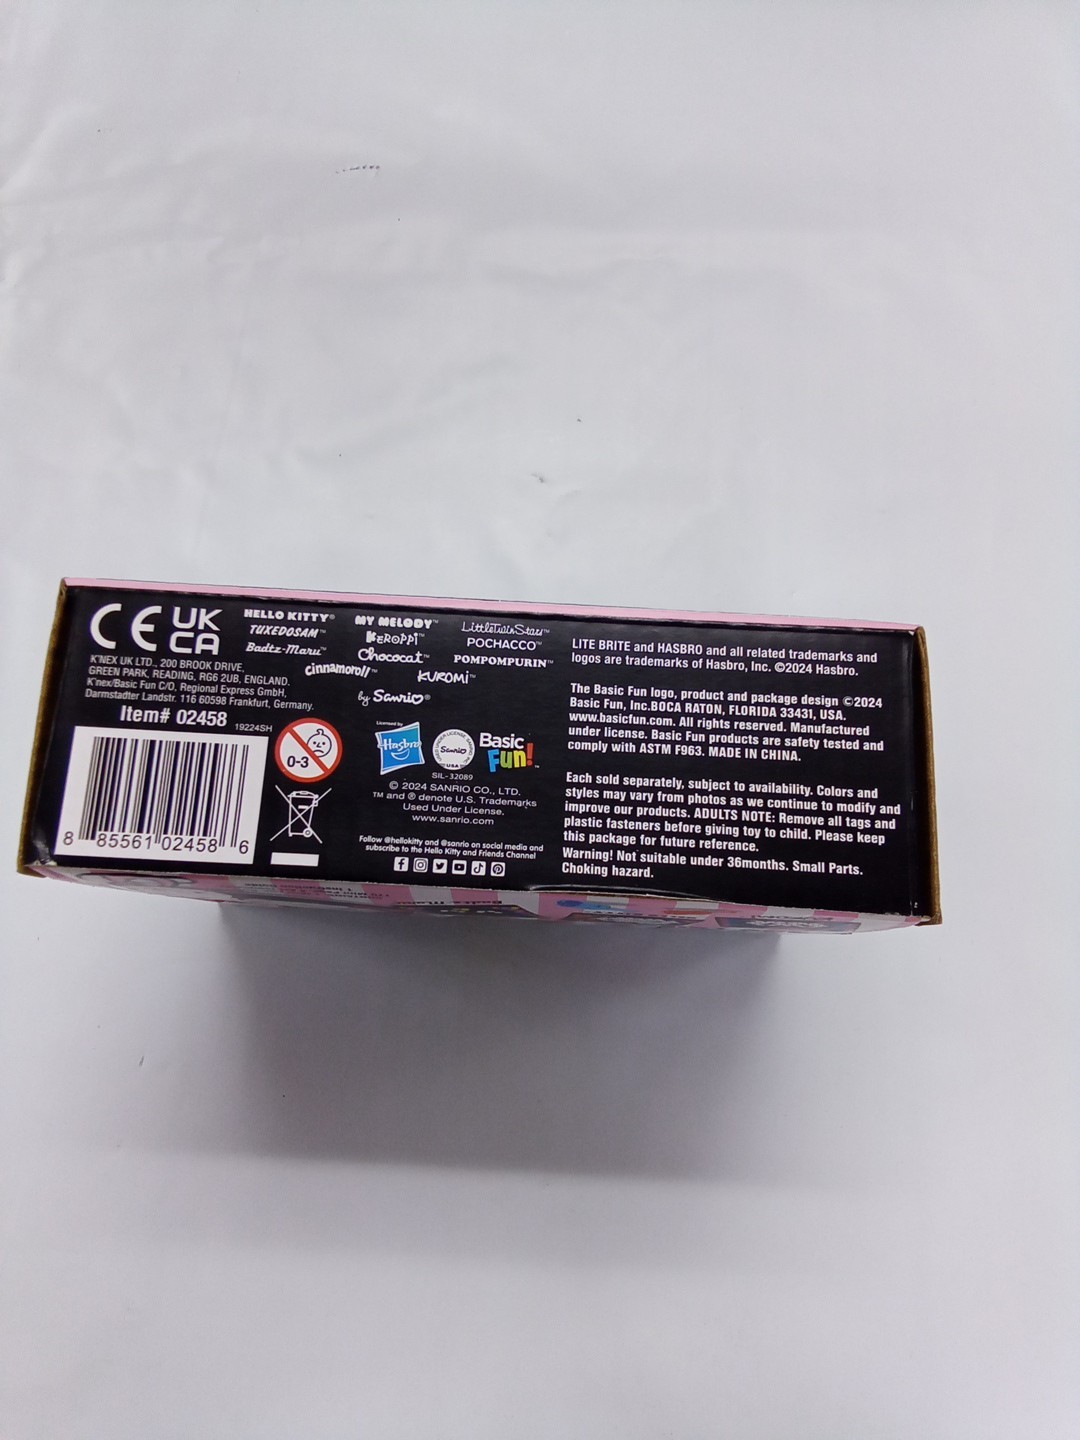 CE UK
CA
K'NEX UK LTD., 200 BROOK DRIVE,
GREEN PARK, READING, RG6 2UB, ENGLAND.
K'nex/Basic Fun C/O, Regional Express GmbH,
Darmstadter Landstr. 116 60598 Frankfurt, Germany.
Item# 02458
19224SH
8 85561 02458 6
0-3
HELLO KITTY®
TUXEDOSAM™
Badtz-Maru™
cinnamoroll™
MY MELODY™
KEROPPI™
Chococat™
KUROMI™
LittleTwinStars™
POCHACCO™
POMPOMPURIN™
by Sanrio®
Licensed by
Hasbro
Sanrio
USA
Basic
Fun!™
SIL-32089
© 2024 SANRIO CO., LTD.
TM and ® denote U.S. Trademarks
Used Under License,
www.sanrio.com
Follow @hellokitty and @sanrio on social media and
subscribe to the Hello Kitty and Friends Channel
LITE BRITE and HASBRO and all related trademarks and
logos are trademarks of Hasbro, Inc. ©2024 Hasbro.
The Basic Fun logo, product and package design ©2024
Basic Fun, Inc.BOCA RATON, FLORIDA 33431, USA.
www.basicfun.com. All rights reserved. Manufactured
under license. Basic Fun products are safety tested and
comply with ASTM F963. MADE IN CHINA.
Each sold separately, subject to availability. Colors and
styles may vary from photos as we continue to modify and
improve our products. ADULTS NOTE: Remove all tags and
plastic fasteners before giving toy to child. Please keep
this package for future reference.
Warning! Not suitable under 36months. Small Parts.
Choking hazard.